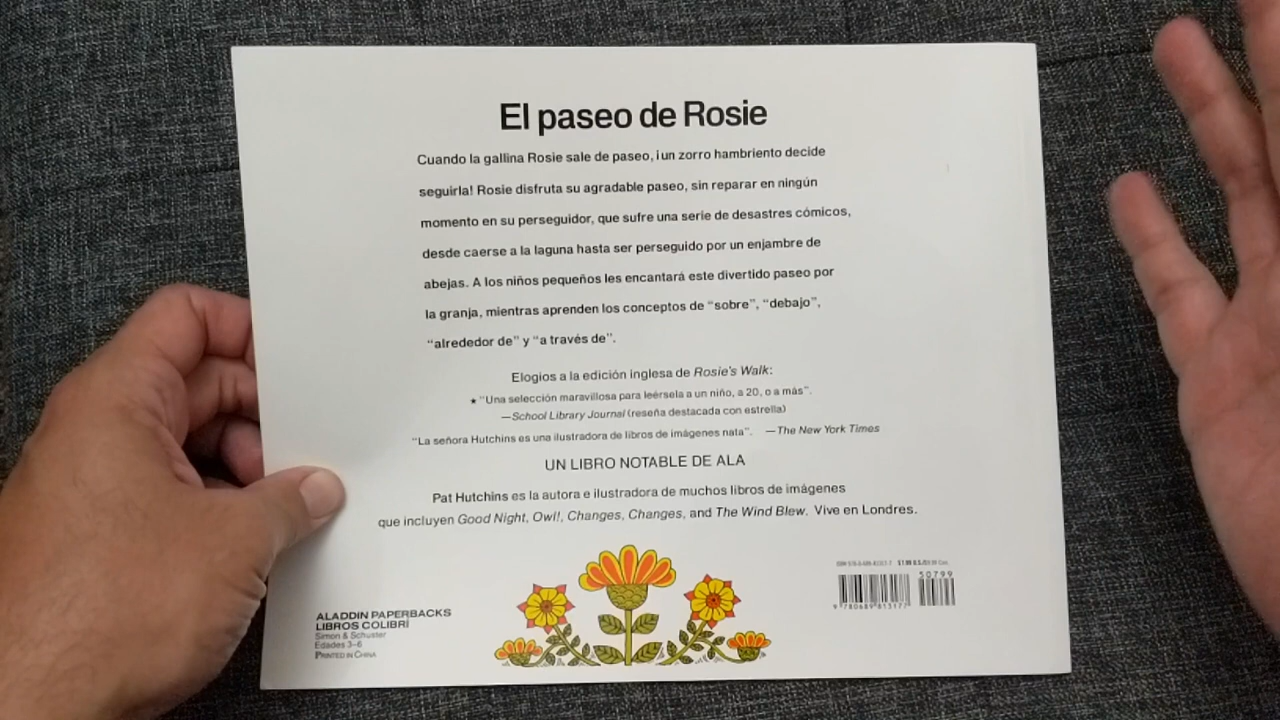 El paseo de Rosie
Cuando la gallina Rosie sale de paseo, ¡un zorro hambriento decide
seguirla! Rosie disfruta su agradable paseo, sin reparar en ningún
momento en su perseguidor, que sufre una serie de desastres cómicos,
desde caerse a la laguna hasta ser perseguido por un enjambre de
abejas. A los niños pequeños les encantará este divertido paseo por
la granja, mientras aprenden los conceptos de “sobre”, “debajo”,
“alrededor de” y “a través de”.
Elogios a la edición inglesa de Rosie's Walk:
★ “Una selección maravillosa para leérsela a un niño, a 20, o a más”.
—School Library Journal (reseña destacada con estrella)
“La señora Hutchins es una ilustradora de libros de imágenes nata”. —The New York Times
UN LIBRO NOTABLE DE ALA
Pat Hutchins es la autora e ilustradora de muchos libros de imágenes
que incluyen Good Night, Owl!, Changes, Changes, and The Wind Blew. Vive en Londres.
50799
9 780689 813177
ALADDIN PAPERBACKS
LIBROS COLIBRÍ
Simon & Schuster
Edades 3–6
PRINTED IN CHINA